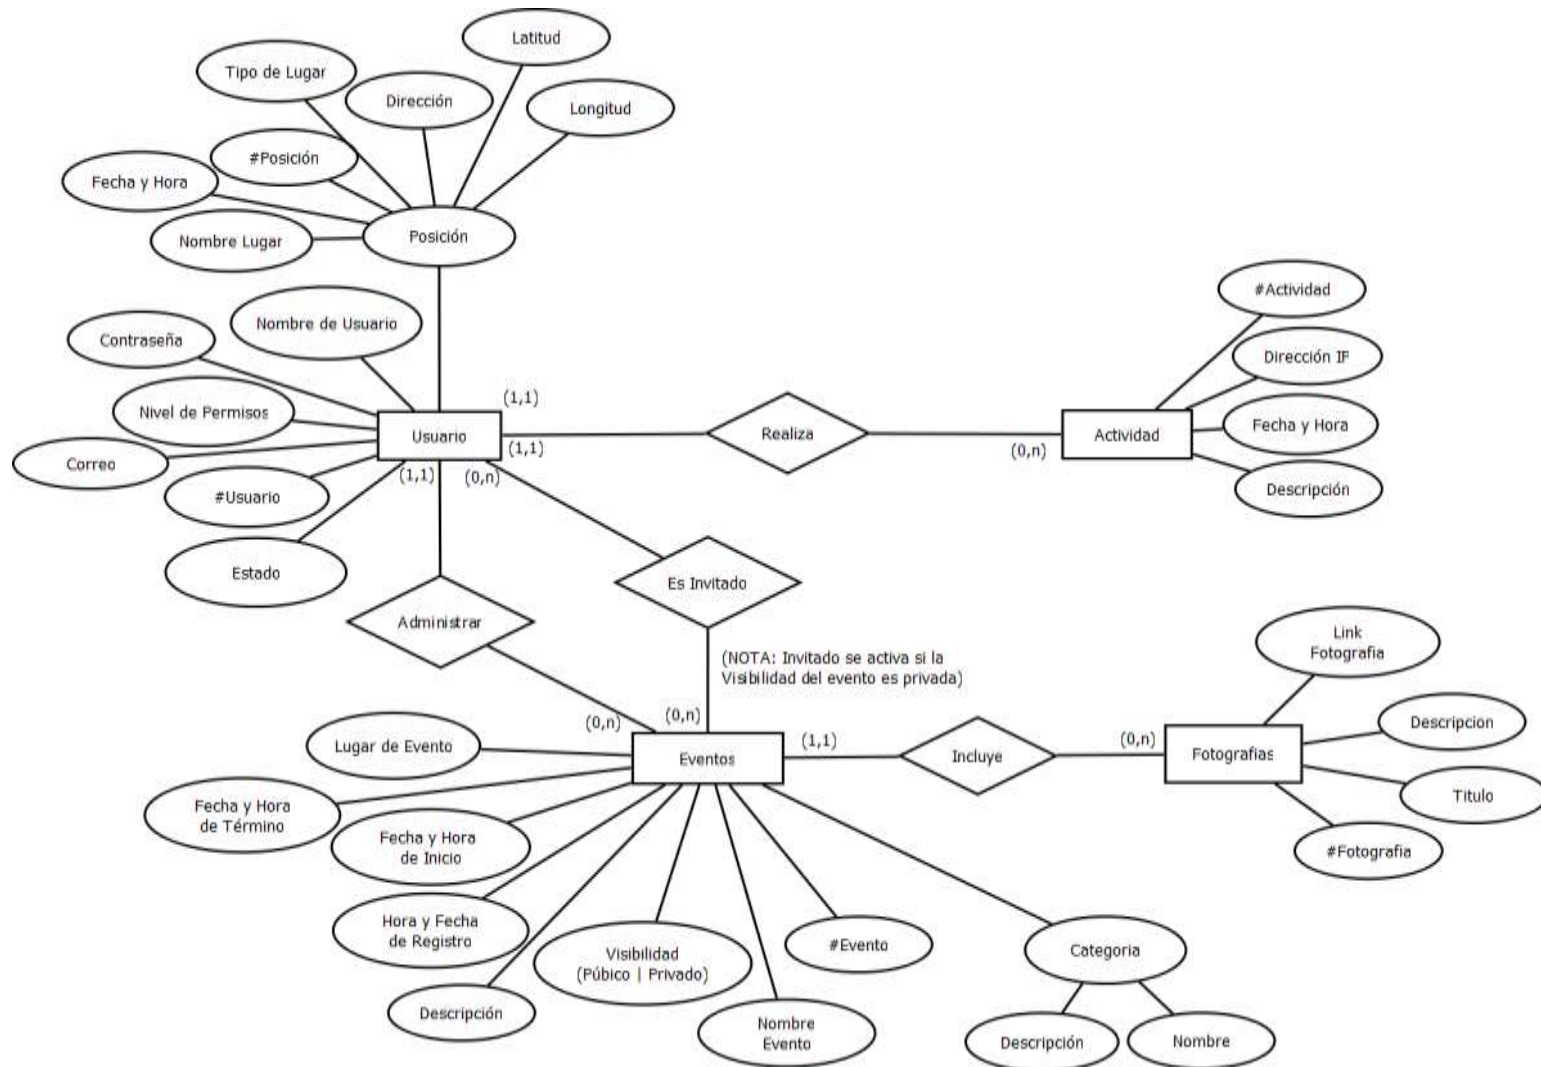 Latitud
Tipo de Lugar
Dirección
Longitud
#Posición
Fecha y Hora
Nombre Lugar
Posición
#Actividad
Nombre de Usuario
Contraseña
Dirección IF
Nivel de Permisos
(1,1)
Usuario
Realiza
Actividad
Fecha y Hora
(1,1)
(0,n)
Correo
(1,1)
(0,n)
#Usuario
Descripción
Estado
Es Invitado
Administrar
Link
Fotografia
(NOTA: Invitado se activa si la
Visibilidad del evento es privada)
(0,n)
(0,n)
Descripcion
Lugar de Evento
(1,1)
(0,n)
Eventos
Incluye
Fotografias
Fecha y Hora
de Término
Titulo
Fecha y Hora
de Inicio
#Fotografia
Hora y Fecha
de Registro
Visibilidad
(Púbico | Privado)
#Evento
Categoria
Descripción
Nombre
Evento
Descripción
Nombre